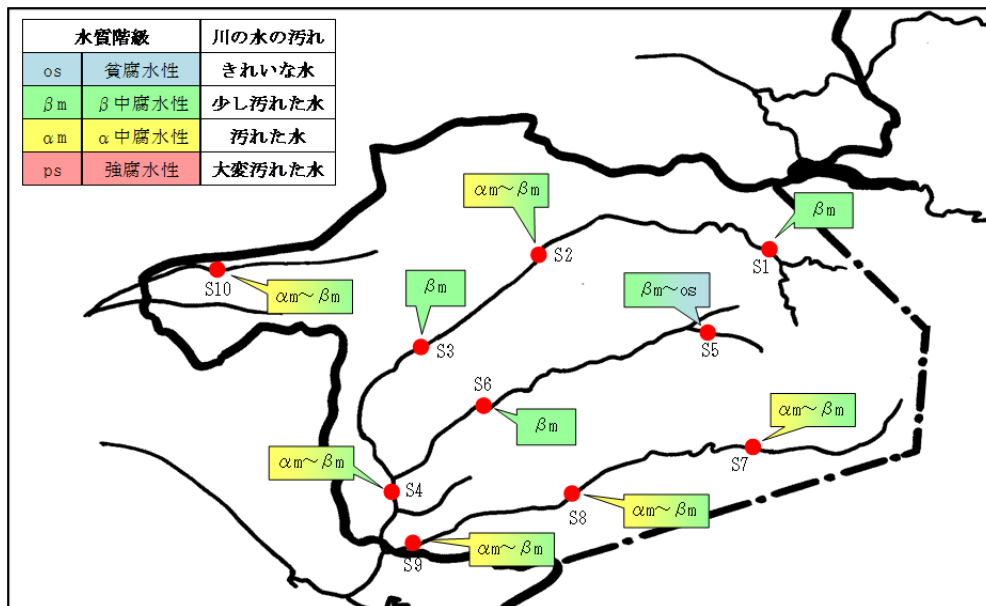 水質階級 川の水の汚れ
os 貧腐水性 きれいな水
βm β中腐水性 少し汚れた水
αm α中腐水性 汚れた水
ps 強腐水性 大変汚れた水
αm～βm
βm
S2
S1
S10
αm～βm
βm
βm～os
S3
S5
S6
βm
αm～βm
S7
αm～βm
S4
S8
αm～βm
S9
αm～βm